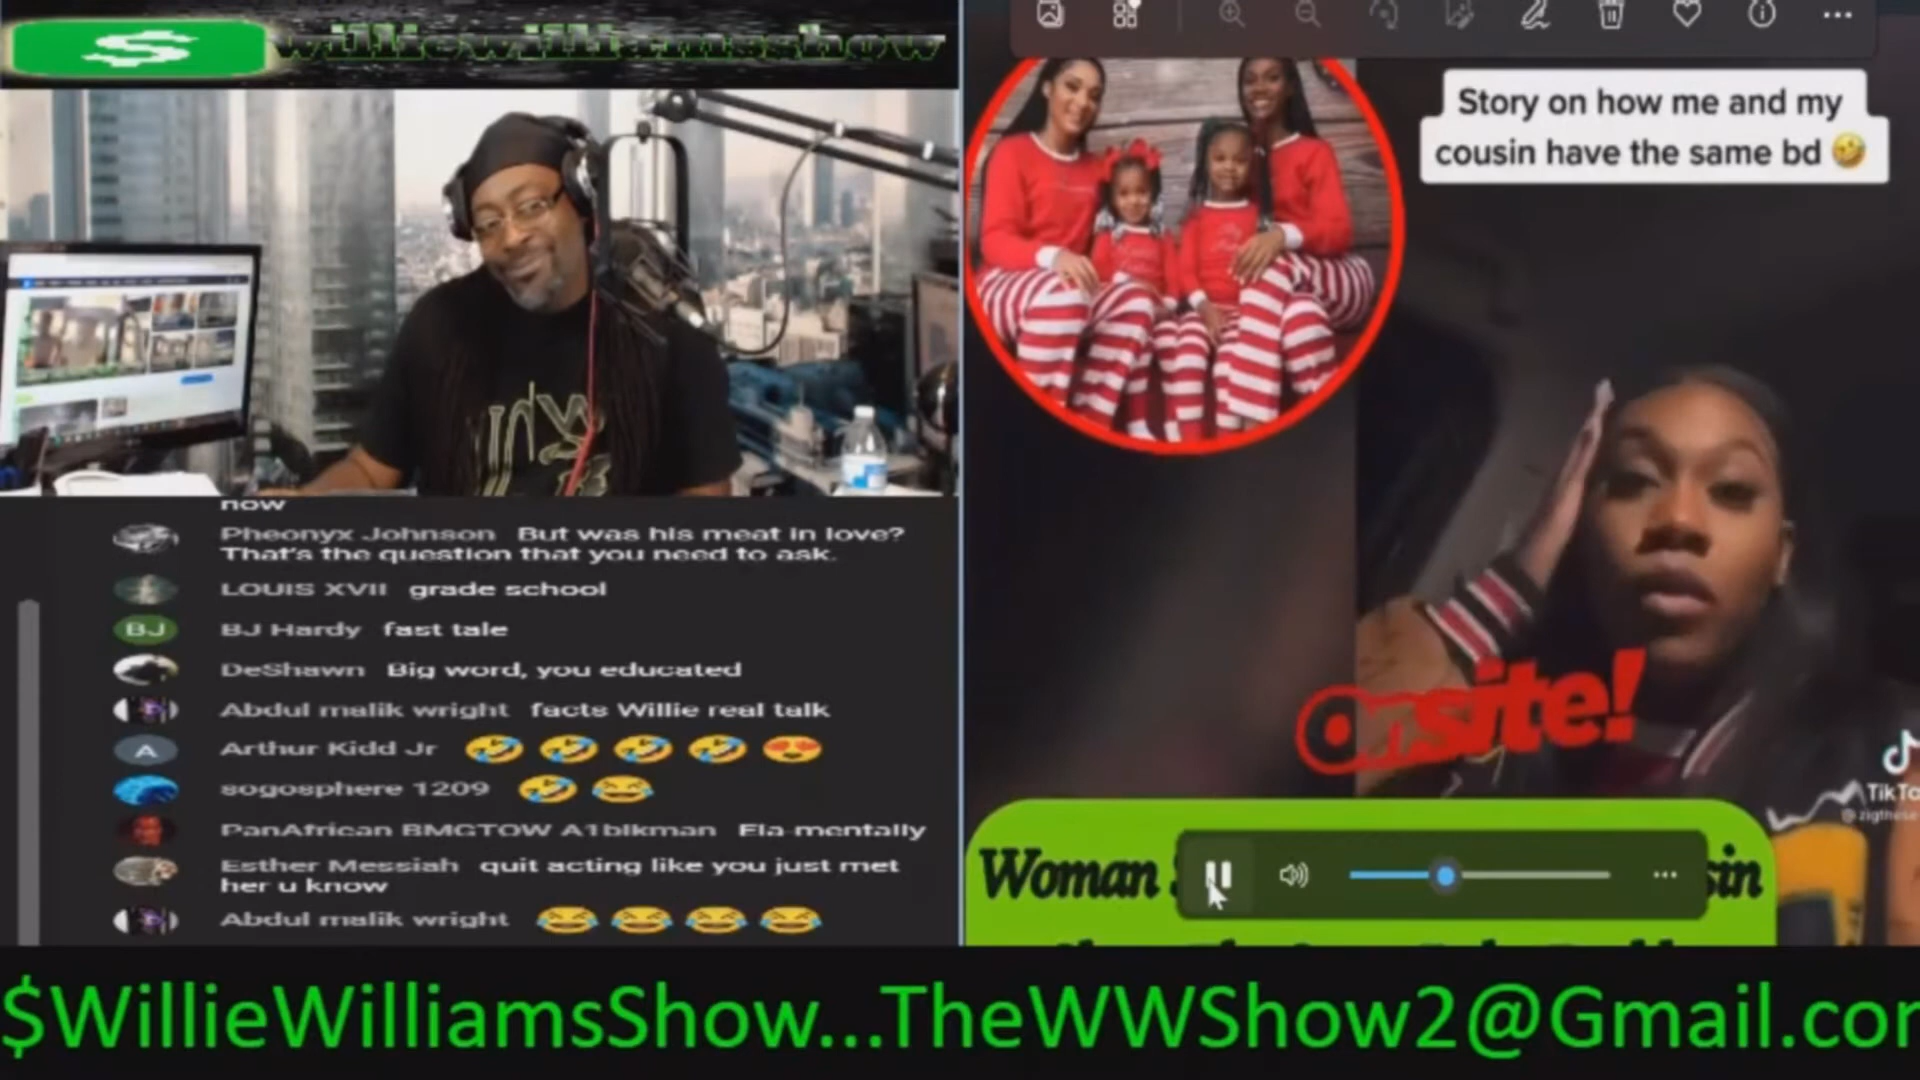 williewilliamsshow
now
Pheonyx Johnson But was his meat in love?
That's the question that you need to ask.
LOUIS XVII grade school
BJ
BJ Hardy fast tale
DeShawn Big word, you educated
Abdul malik wright facts Willie real talk
A
Arthur Kidd Jr 🤣🤣🤣🤣😍
sogosphere 1209 🤣😆
PanAfrican BMGTOW A1blkman Ela-mentally
Esther Messiah quit acting like you just met
her u know
Abdul malik wright 😆😆😆😆
Story on how me and my
cousin have the same bd 🤣
Onsite!
TikTo
Woman
sin
$WillieWilliamsShow...TheWWShow2@Gmail.co